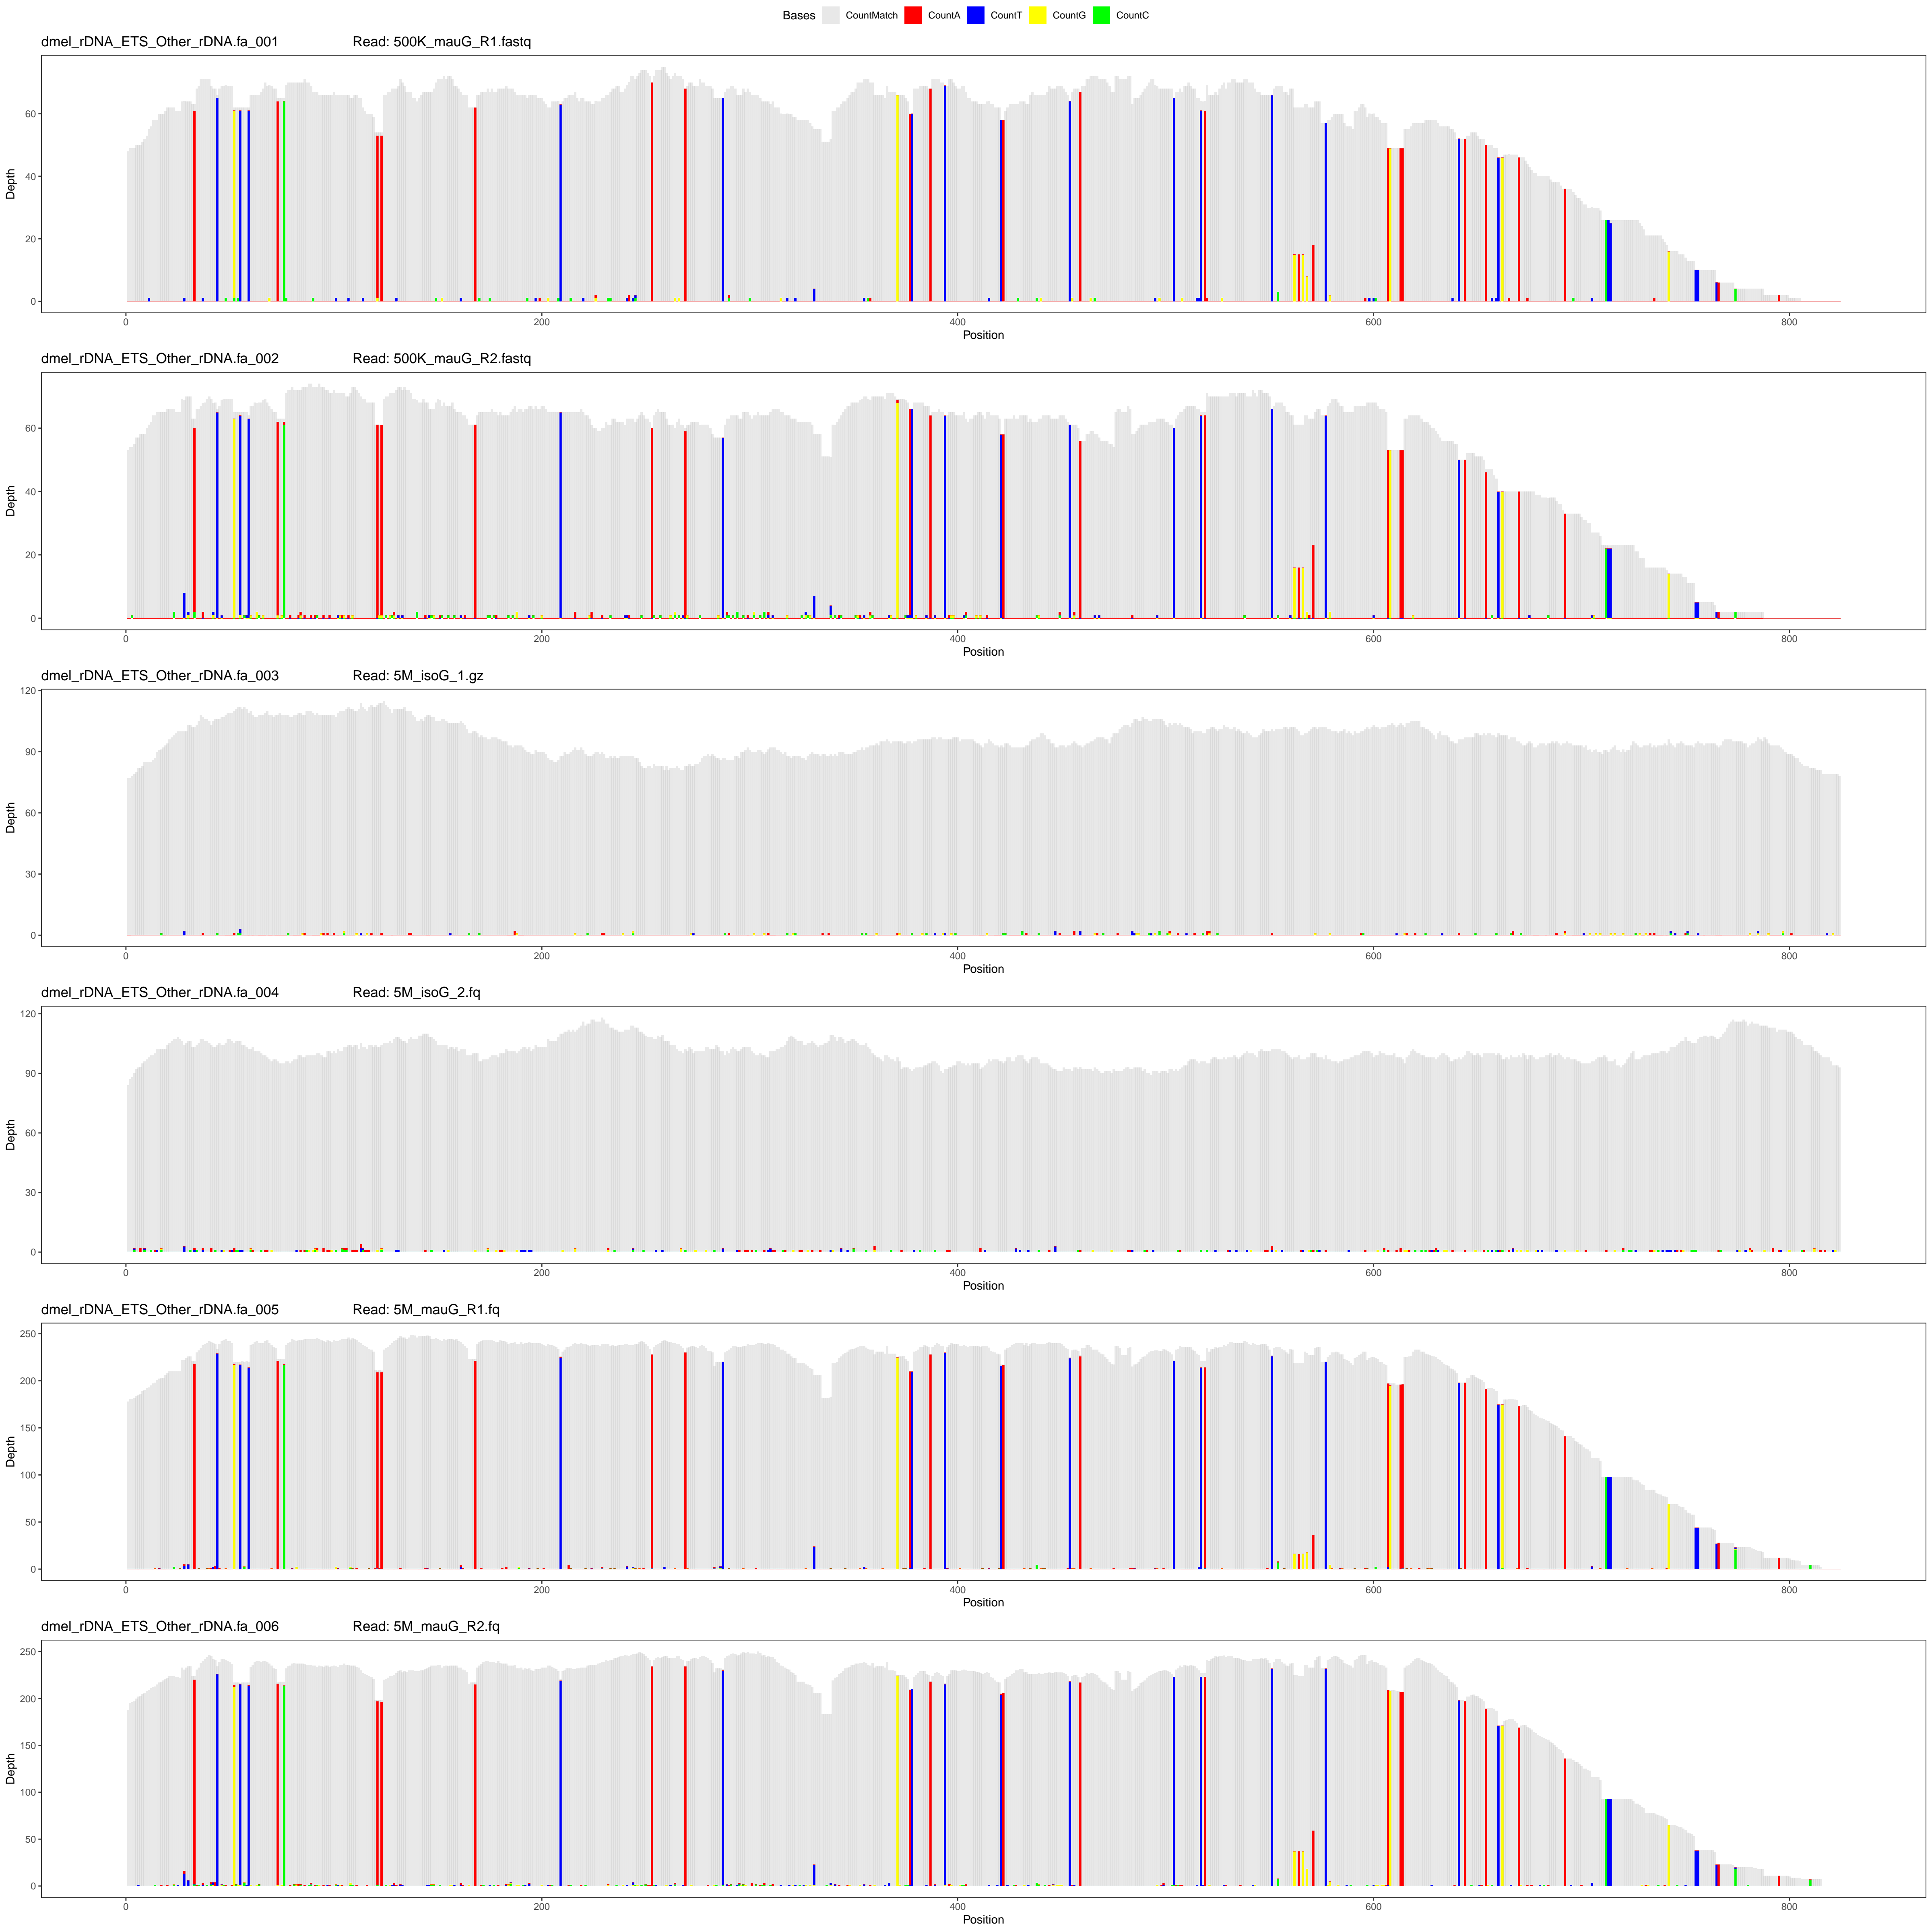 Bases CountMatch CountA CountT CountG CountC
dmel_rDNA_ETS_Other_rDNA.fa_001 Read: 500K_mauG_R1.fastq
60
40
20
0
Depth
0 200 400 600 800
Position
dmel_rDNA_ETS_Other_rDNA.fa_002 Read: 500K_mauG_R2.fastq
60
40
20
0
Depth
0 200 400 600 800
Position
dmel_rDNA_ETS_Other_rDNA.fa_003 Read: 5M_isoG_1.gz
120
90
60
30
0
Depth
0 200 400 600 800
Position
dmel_rDNA_ETS_Other_rDNA.fa_004 Read: 5M_isoG_2.fq
120
90
60
30
0
Depth
0 200 400 600 800
Position
dmel_rDNA_ETS_Other_rDNA.fa_005 Read: 5M_mauG_R1.fq
250
200
150
100
50
0
Depth
0 200 400 600 800
Position
dmel_rDNA_ETS_Other_rDNA.fa_006 Read: 5M_mauG_R2.fq
250
200
150
100
50
0
Depth
0 200 400 600 800
Position